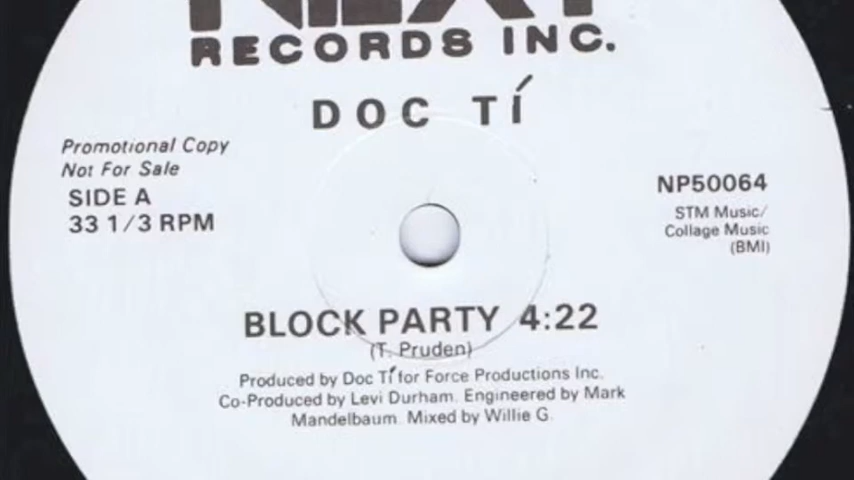 NEXT
RECORDS INC.
DOC TÍ
Promotional Copy
Not For Sale
SIDE A
33 1/3 RPM
NP50064
STM Music/
Collage Music
(BMI)
BLOCK PARTY 4:22
(T. Pruden)
Produced by Doc Tí for Force Productions Inc.
Co-Produced by Levi Durham. Engineered by Mark
Mandelbaum. Mixed by Willie G.